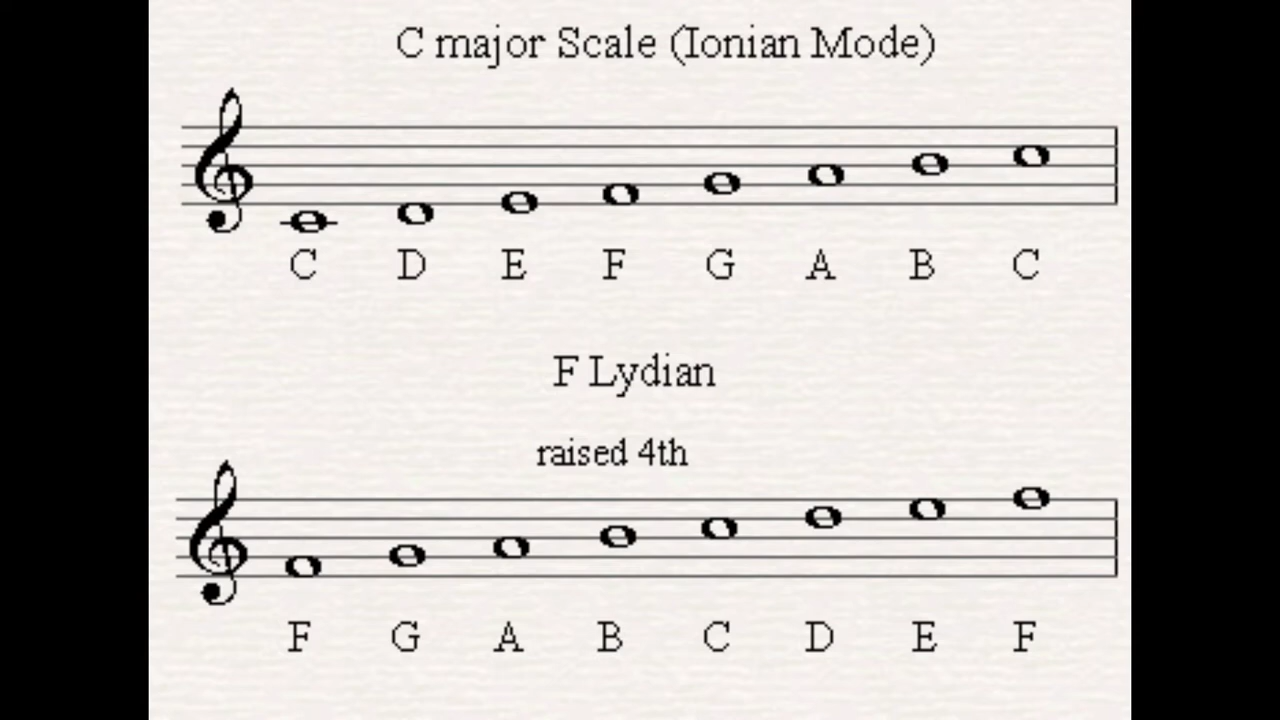 C major Scale (Ionian Mode)
C D E F G A B C
F Lydian
raised 4th
F G A B C D E F